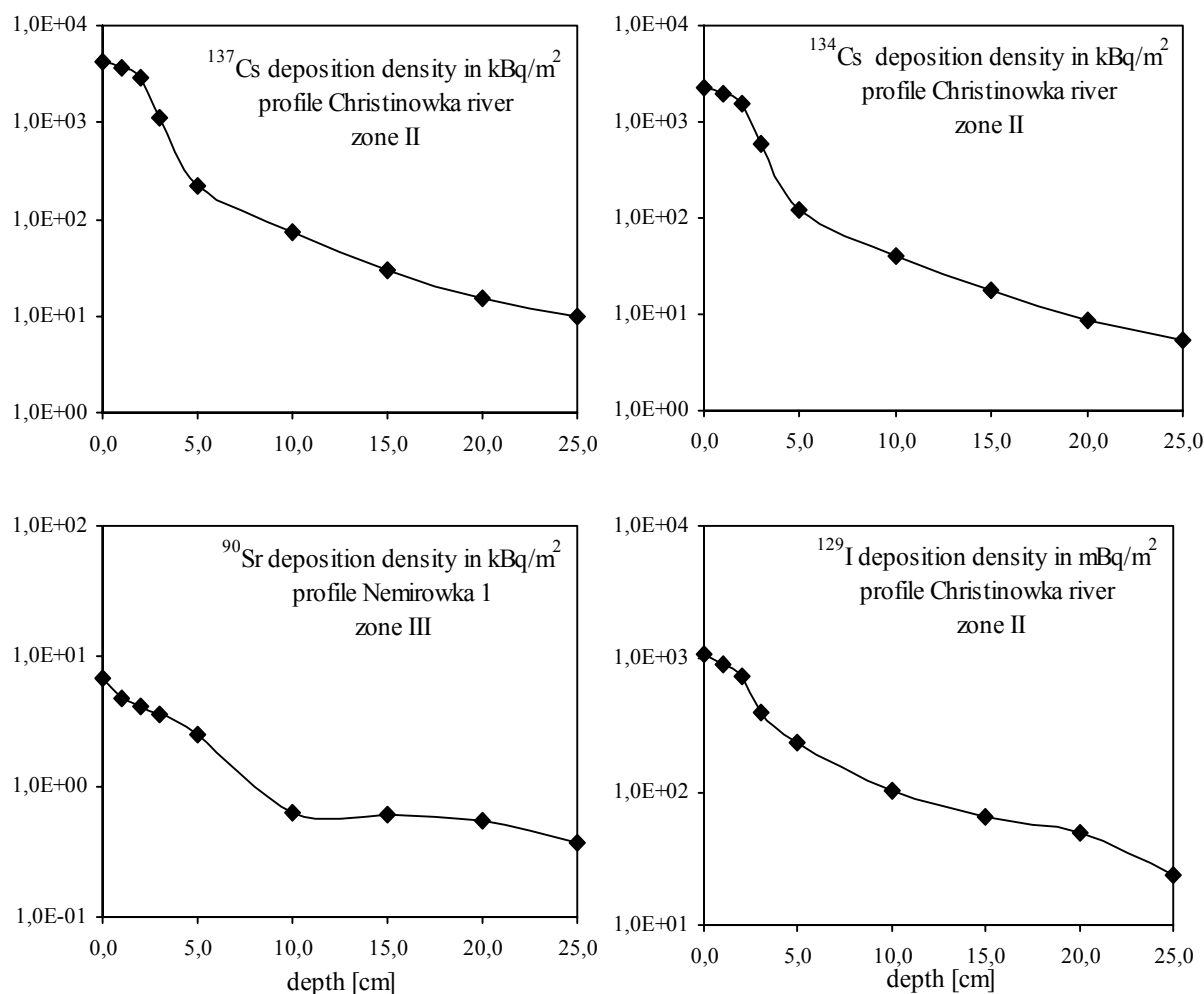 1,0E+04
1,0E+03
1,0E+02
1,0E+01
1,0E+00
¹³⁷Cs deposition density in kBq/m²
profile Christinowka river
zone II
0,0 5,0 10,0 15,0 20,0 25,0
1,0E+04
1,0E+03
1,0E+02
1,0E+01
1,0E+00
¹³⁴Cs deposition density in kBq/m²
profile Christinowka river
zone II
0,0 5,0 10,0 15,0 20,0 25,0
1,0E+02
1,0E+01
1,0E+00
1,0E-01
⁹⁰Sr deposition density in kBq/m²
profile Nemirowka 1
zone III
0,0 5,0 10,0 15,0 20,0 25,0
depth [cm]
1,0E+04
1,0E+03
1,0E+02
1,0E+01
¹²⁹I deposition density in mBq/m²
profile Christinowka river
zone II
0,0 5,0 10,0 15,0 20,0 25,0
depth [cm]